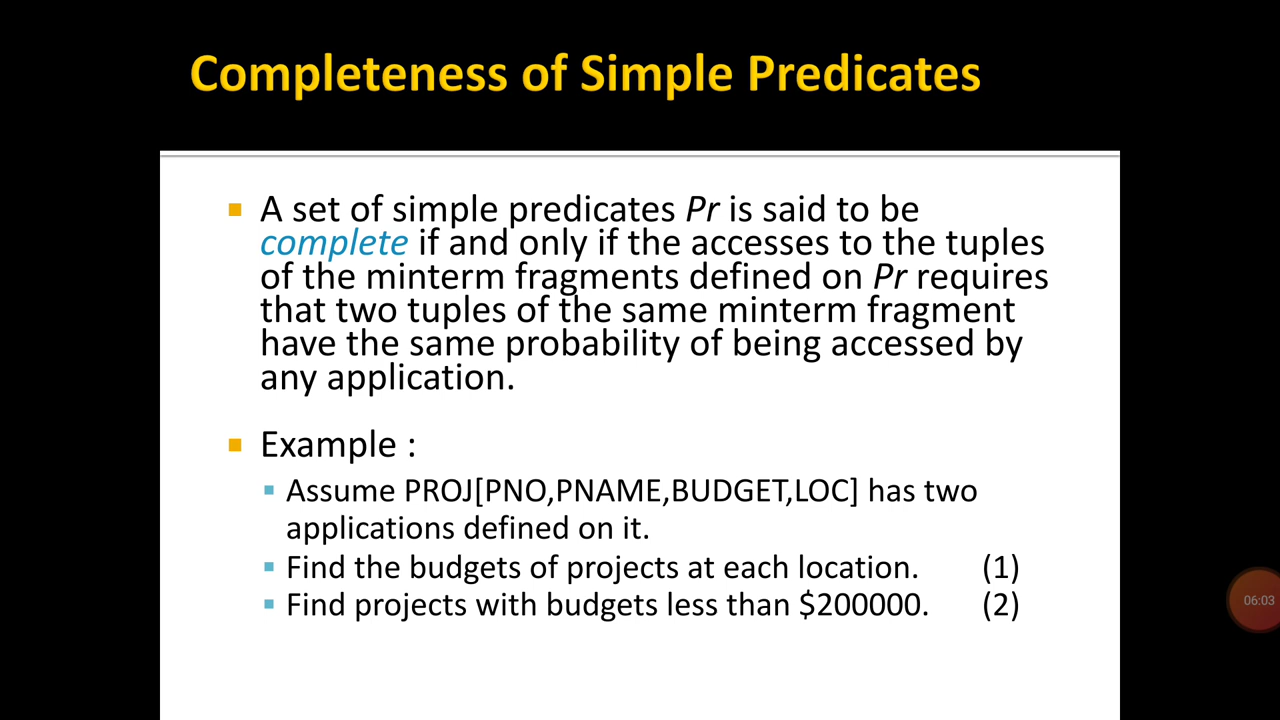 Completeness of Simple Predicates
▪ A set of simple predicates Pr is said to be
complete if and only if the accesses to the tuples
of the minterm fragments defined on Pr requires
that two tuples of the same minterm fragment
have the same probability of being accessed by
any application.
▪ Example :
▪ Assume PROJ[PNO,PNAME,BUDGET,LOC] has two
applications defined on it.
▪ Find the budgets of projects at each location. (1)
▪ Find projects with budgets less than $200000. (2)
06:03